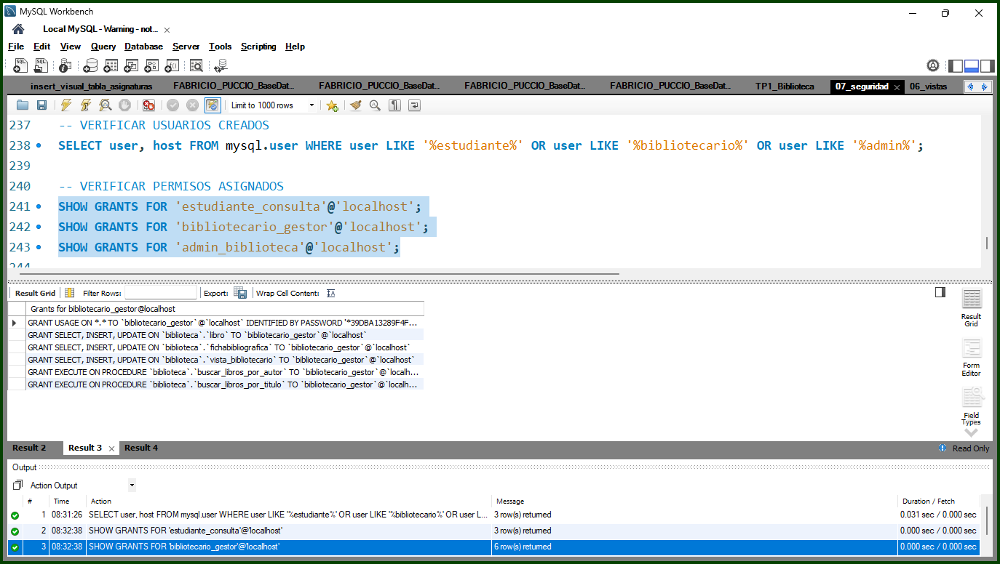 MySQL Workbench
Local MySQL - Warning - not...
File Edit View Query Database Server Tools Scripting Help
insert_visual_tabla_asignaturas FABRICIO_PUCCIO_BaseDat... FABRICIO_PUCCIO_BaseDat... FABRICIO_PUCCIO_BaseDat... FABRICIO_PUCCIO_BaseDat... TP1_Biblioteca 07_seguridad 06_vistas
Limit to 1000 rows
237 -- VERIFICAR USUARIOS CREADOS
238 SELECT user, host FROM mysql.user WHERE user LIKE '%estudiante%' OR user LIKE '%bibliotecario%' OR user LIKE '%admin%';
239
240 -- VERIFICAR PERMISOS ASIGNADOS
241 SHOW GRANTS FOR 'estudiante_consulta'@'localhost';
242 SHOW GRANTS FOR 'bibliotecario_gestor'@'localhost';
243 SHOW GRANTS FOR 'admin_biblioteca'@'localhost';
244
Result Grid Filter Rows: Export: Wrap Cell Content:
Grants for bibliotecario_gestor@localhost
GRANT USAGE ON *.* TO `bibliotecario_gestor`@`localhost` IDENTIFIED BY PASSWORD '*39DBA13289F4F...
GRANT SELECT, INSERT, UPDATE ON `biblioteca`.`libro` TO `bibliotecario_gestor`@`localhost`
GRANT SELECT, INSERT, UPDATE ON `biblioteca`.`fichabibliografica` TO `bibliotecario_gestor`@`localhost`
GRANT SELECT, INSERT, UPDATE ON `biblioteca`.`vista_bibliotecario` TO `bibliotecario_gestor`@`localhost`
GRANT EXECUTE ON PROCEDURE `biblioteca`.`buscar_libros_por_autor` TO `bibliotecario_gestor`@`localh...
GRANT EXECUTE ON PROCEDURE `biblioteca`.`buscar_libros_por_titulo` TO `bibliotecario_gestor`@`localh...
Result
Grid
Form
Editor
Field
Types
Result 2 Result 3 Result 4 Read Only
Output
Action Output
# Time Action Message Duration / Fetch
1 08:31:26 SELECT user, host FROM mysql.user WHERE user LIKE '%estudiante%' OR user LIKE '%bibliotecario%' OR user L... 3 row(s) returned 0.031 sec / 0.000 sec
2 08:32:38 SHOW GRANTS FOR 'estudiante_consulta'@'localhost' 3 row(s) returned 0.000 sec / 0.000 sec
3 08:32:38 SHOW GRANTS FOR 'bibliotecario_gestor'@'localhost' 6 row(s) returned 0.000 sec / 0.000 sec